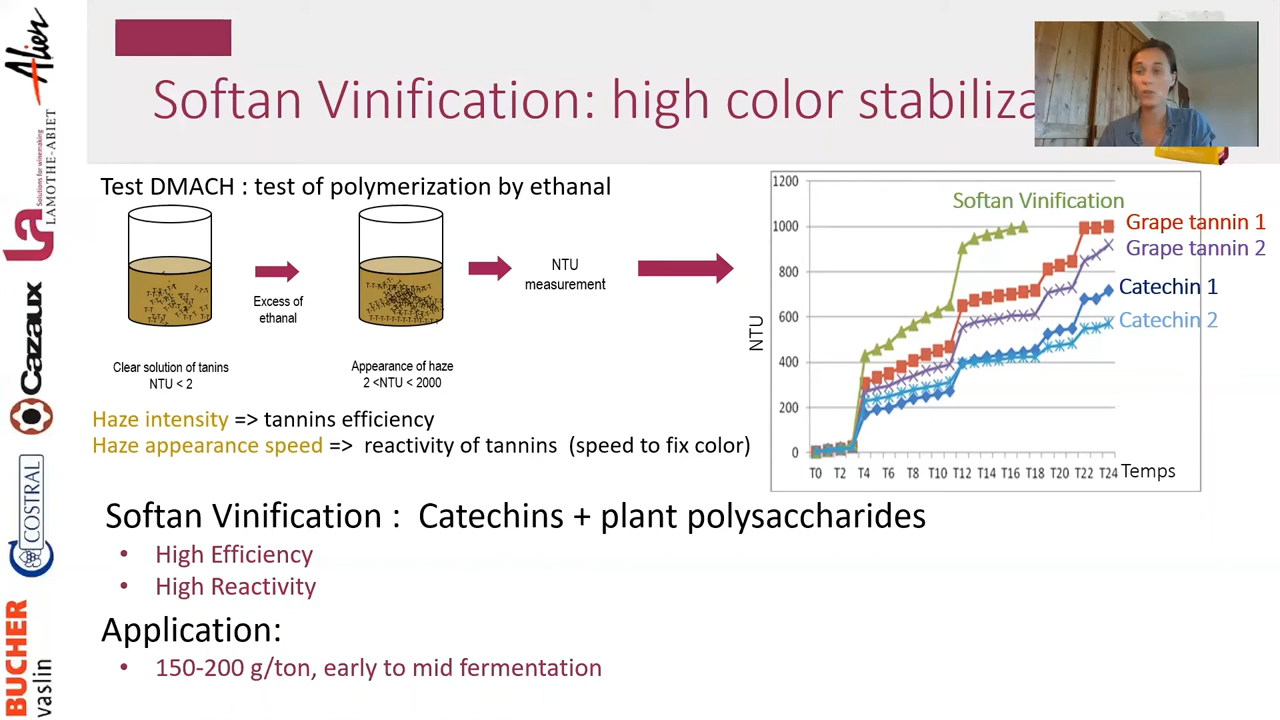 Alien
Solutions for winemaking
LAMOTHE-ABIET
La
Cazaux
COSTRAL
BUCHER
vaslin
Softan Vinification: high color stabiliza
Test DMACH : test of polymerization by ethanal
Excess of
ethanal
NTU
measurement
Clear solution of tanins
NTU < 2
Appearance of haze
2 <NTU < 2000
Haze intensity => tannins efficiency
Haze appearance speed => reactivity of tannins (speed to fix color)
1200
1000
800
600
400
200
0
NTU
T0 T2 T4 T6 T8 T10 T12 T14 T16 T18 T20 T22 T24 Temps
Softan Vinification
Grape tannin 1
Grape tannin 2
Catechin 1
Catechin 2
Softan Vinification : Catechins + plant polysaccharides
• High Efficiency
• High Reactivity
Application:
• 150-200 g/ton, early to mid fermentation